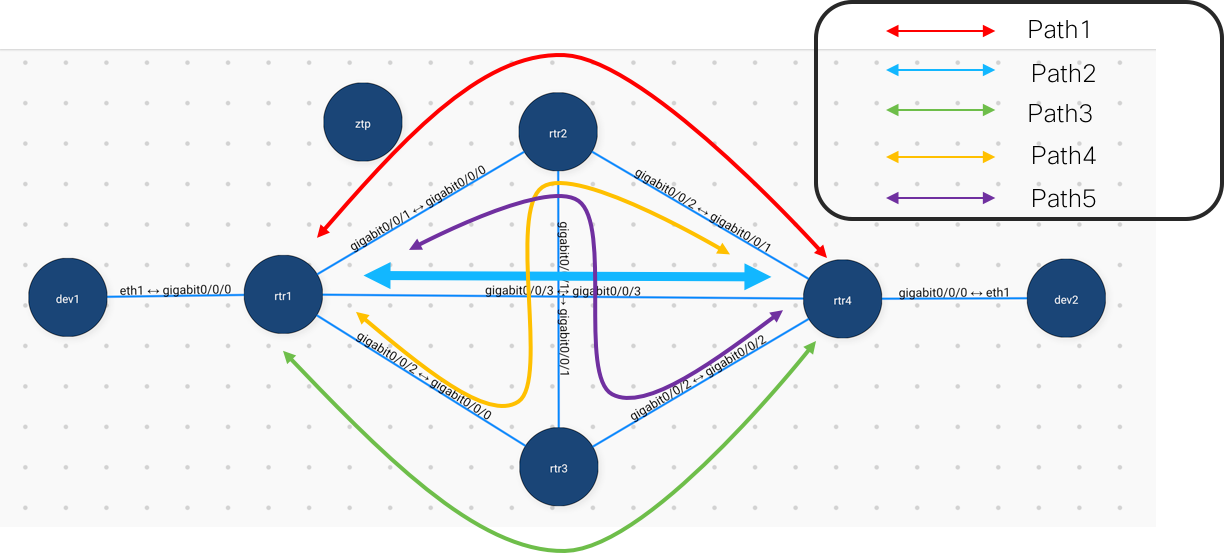 Path1
Path2
Path3
Path4
Path5
ztp
rtr2
gigabit0/0/1 ↔ gigabit0/0/0
gigabit0/0/2 ↔ gigabit0/0/1
gigabit0/0/1 ↔ gigabit0/0/1
dev1
eth1 ↔ gigabit0/0/0
rtr1
gigabit0/0/3 ↔ gigabit0/0/3
rtr4
gigabit0/0/0 ↔ eth1
dev2
gigabit0/0/2 ↔ gigabit0/0/0
gigabit0/0/2 ↔ gigabit0/0/2
rtr3